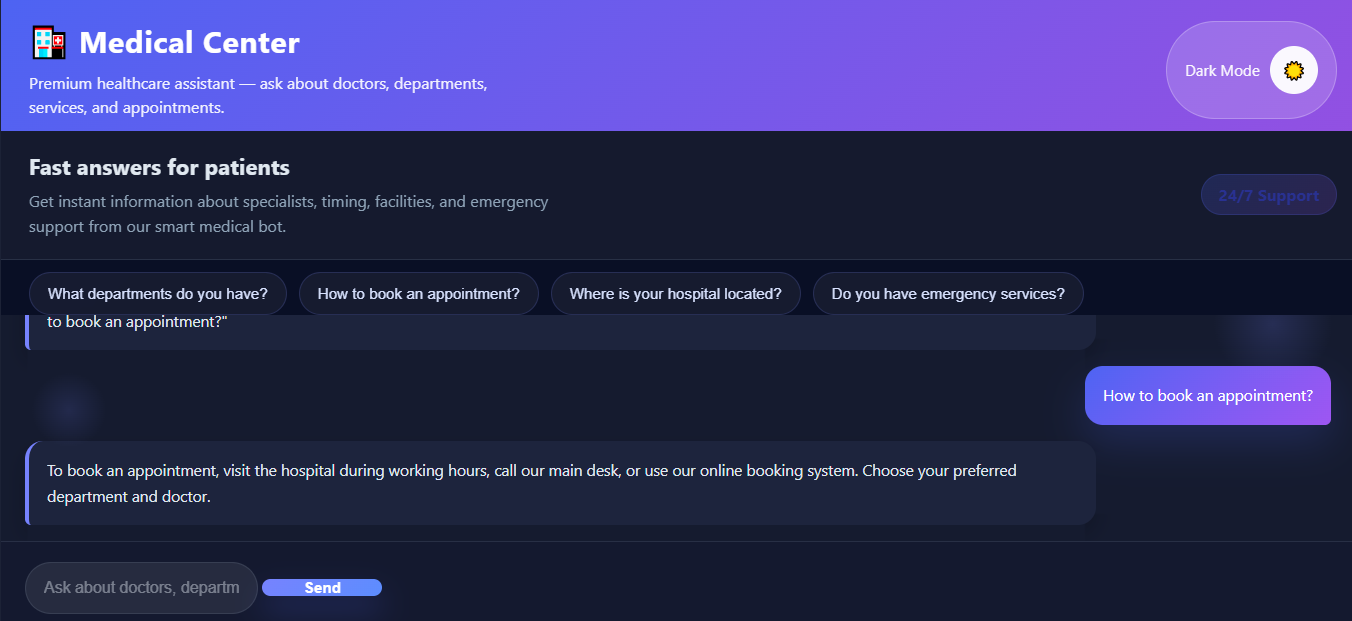 Medical Center
Premium healthcare assistant — ask about doctors, departments,
services, and appointments.
Dark Mode
Fast answers for patients
Get instant information about specialists, timing, facilities, and emergency
support from our smart medical bot.
24/7 Support
What departments do you have?
How to book an appointment?
Where is your hospital located?
Do you have emergency services?
to book an appointment?"
How to book an appointment?
To book an appointment, visit the hospital during working hours, call our main desk, or use our online booking system. Choose your preferred
department and doctor.
Ask about doctors, departm
Send